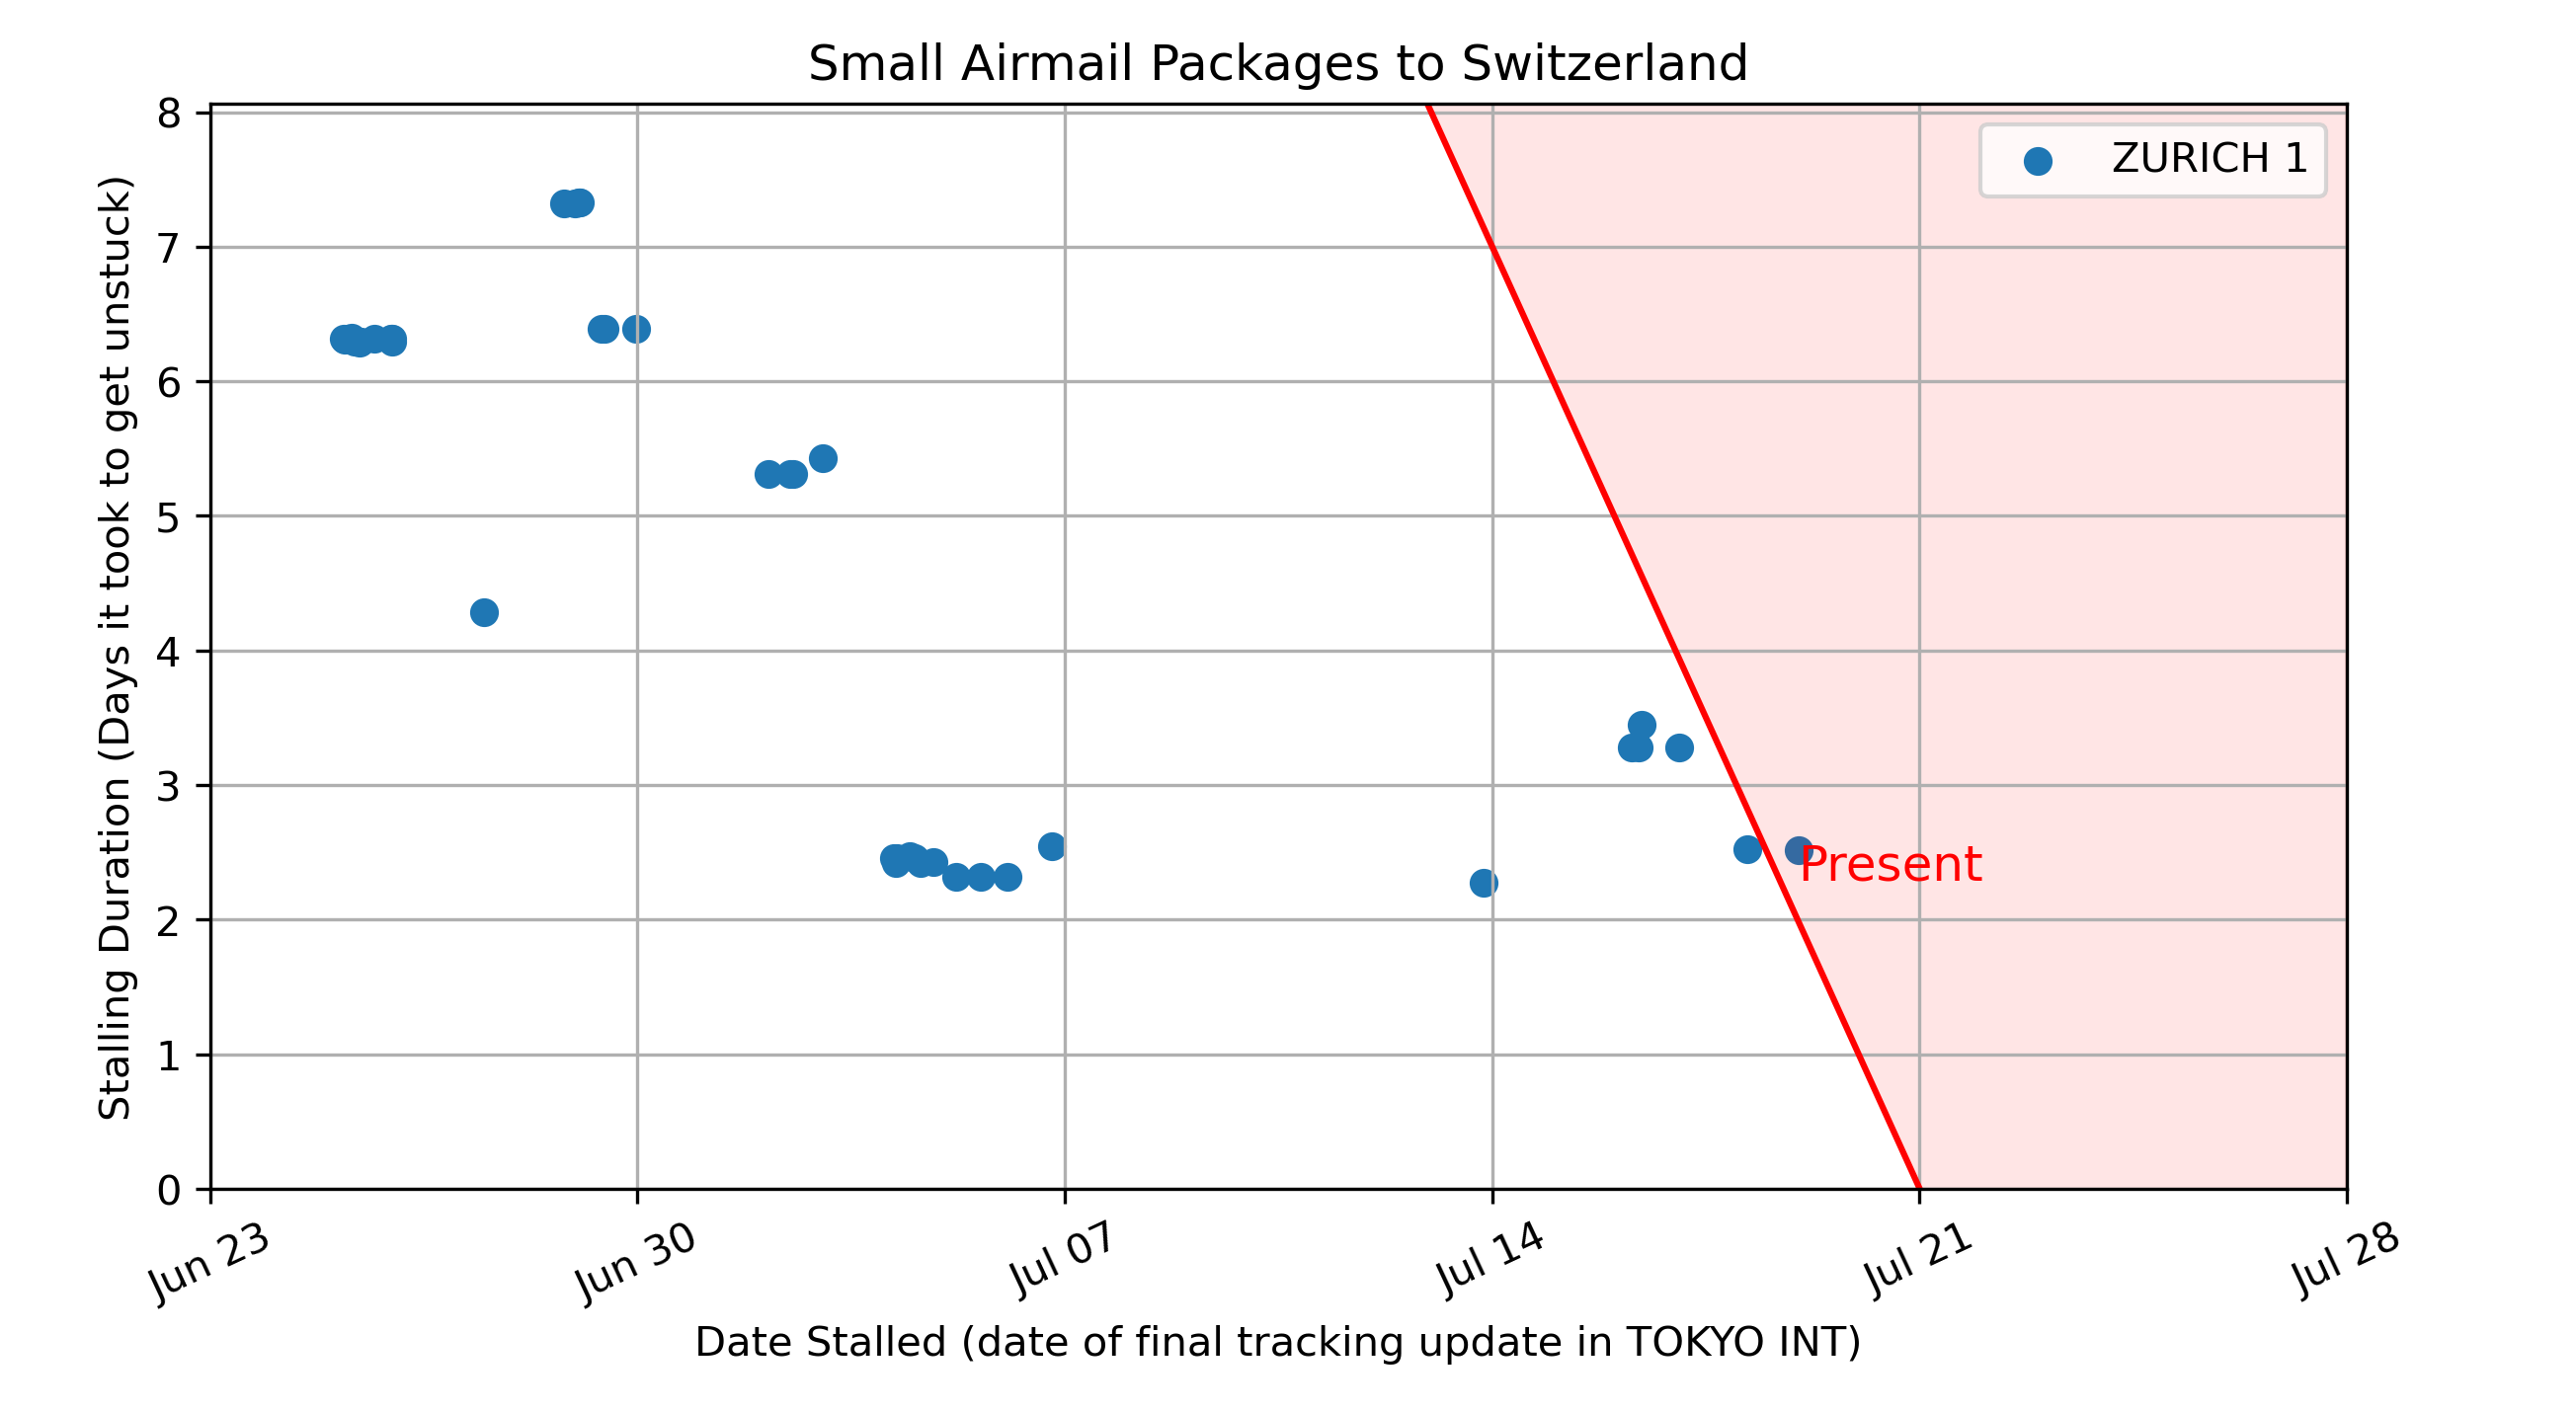 Small Airmail Packages to Switzerland
Stalling Duration (Days it took to get unstuck)
8
7
6
5
4
3
2
1
0
ZURICH 1
Present
Jun 23
Jun 30
Jul 07
Jul 14
Jul 21
Jul 28
Date Stalled (date of final tracking update in TOKYO INT)